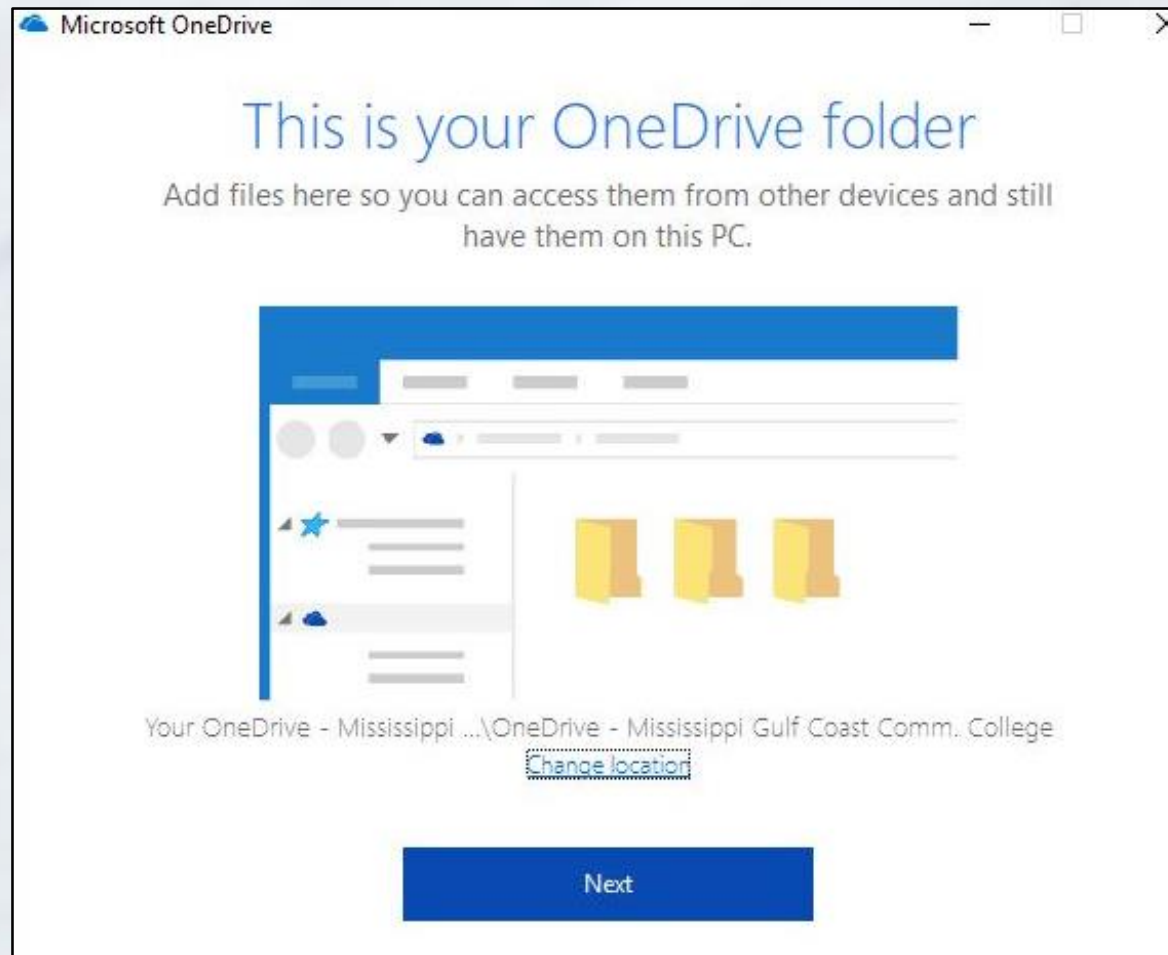 Microsoft OneDrive
This is your OneDrive folder
Add files here so you can access them from other devices and still
have them on this PC.
Your OneDrive - Mississippi ...\OneDrive - Mississippi Gulf Coast Comm. College
Change location
Next